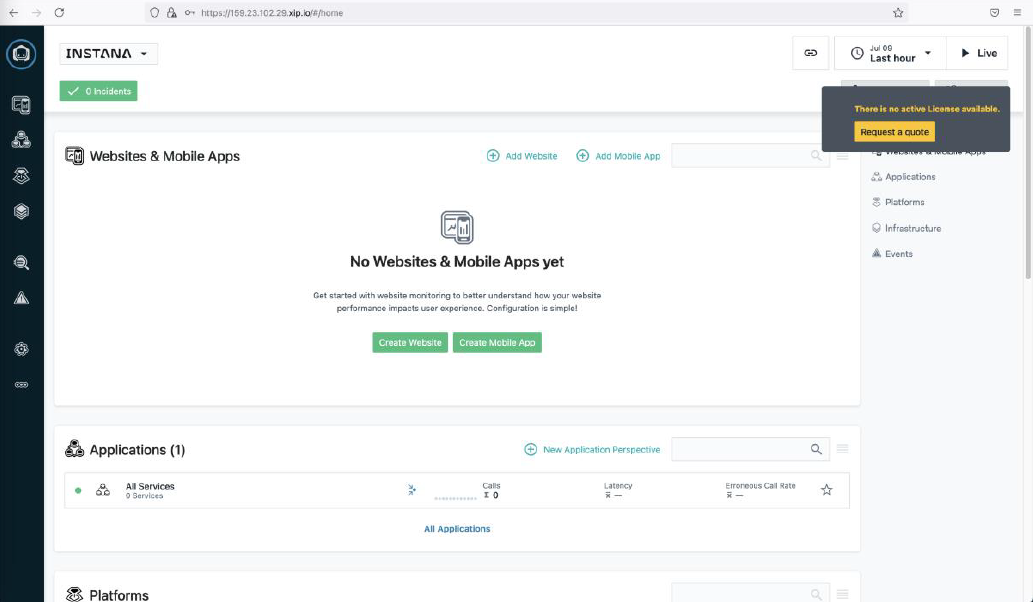 https://159.23.102.29.xip.io/#/home
INSTANA
Jul 09
Last hour
Live
0 Incidents
There is no active License available.
Request a quote
Websites & Mobile Apps
Add Website
Add Mobile App
Websites & Mobile Apps
Applications
Platforms
Infrastructure
Events
No Websites & Mobile Apps yet
Get started with website monitoring to better understand how your website
performance impacts user experience. Configuration is simple!
Create Website
Create Mobile App
Applications (1)
New Application Perspective
All Services
0 Services
Calls
0
Latency
—
Erroneous Call Rate
—
All Applications
Platforms